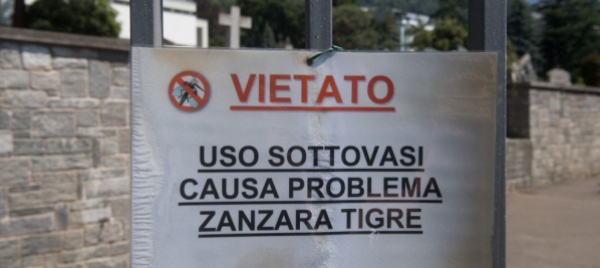 VIETATO
USO SOTTOVASI
CAUSA PROBLEMA
ZANZARA TIGRE